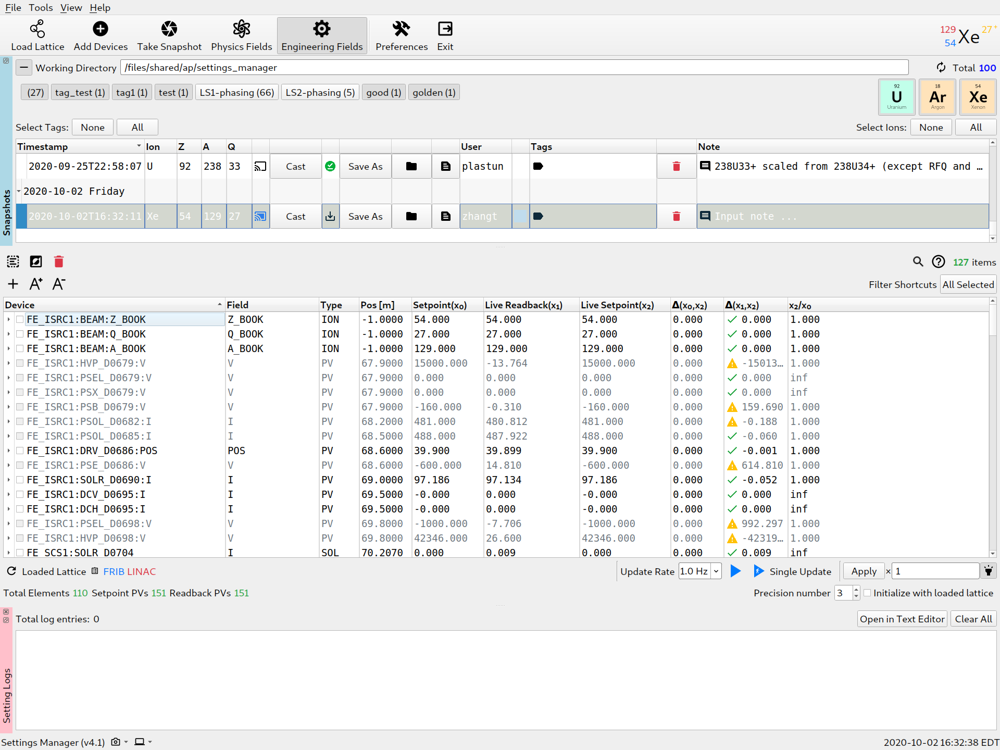 File Tools View Help
Load Lattice Add Devices Take Snapshot Physics Fields Engineering Fields Preferences Exit
129 54 Xe 27+
Working Directory /files/shared/ap/settings_manager Total 100
(27) tag_test (1) tag1 (1) test (1) LS1-phasing (66) LS2-phasing (5) good (1) golden (1)
92 U Uranium 18 Ar Argon 54 Xe Xenon
Select Tags: None All Select Ions: None All
Timestamp Ion Z A Q User Tags Note
2020-09-25T22:58:07 U 92 238 33 Cast Save As plastun 238U33+ scaled from 238U34+ (except RFQ and …
2020-10-02 Friday
2020-10-02T16:32:11 Xe 54 129 27 Cast Save As zhangt Input note ...
Snapshots
127 items
A+ A-
Filter Shortcuts All Selected
Device Field Type Pos [m] Setpoint(x₀) Live Readback(x₁) Live Setpoint(x₂) Δ(x₀,x₂) Δ(x₁,x₂) x₂/x₀
FE_ISRC1:BEAM:Z_BOOK Z_BOOK ION -1.0000 54.000 54.000 54.000 0.000 0.000 1.000
FE_ISRC1:BEAM:Q_BOOK Q_BOOK ION -1.0000 27.000 27.000 27.000 0.000 0.000 1.000
FE_ISRC1:BEAM:A_BOOK A_BOOK ION -1.0000 129.000 129.000 129.000 0.000 0.000 1.000
FE_ISRC1:HVP_D0679:V V PV 67.9000 15000.000 -13.764 15000.000 0.000 -15013… 1.000
FE_ISRC1:PSEL_D0679:V V PV 67.9000 0.000 0.000 0.000 0.000 0.000 inf
FE_ISRC1:PSX_D0679:V V PV 67.9000 0.000 0.000 0.000 0.000 0.000 inf
FE_ISRC1:PSB_D0679:V V PV 67.9000 -160.000 -0.310 -160.000 0.000 159.690 1.000
FE_ISRC1:PSOL_D0682:I I PV 68.2000 481.000 480.812 481.000 0.000 -0.188 1.000
FE_ISRC1:PSOL_D0685:I I PV 68.5000 488.000 487.922 488.000 0.000 -0.060 1.000
FE_ISRC1:DRV_D0686:POS POS PV 68.6000 39.900 39.899 39.900 0.000 -0.001 1.000
FE_ISRC1:PSE_D0686:V V PV 68.6000 -600.000 14.810 -600.000 0.000 614.810 1.000
FE_ISRC1:SOLR_D0690:I I PV 69.0000 97.186 97.134 97.186 0.000 -0.052 1.000
FE_ISRC1:DCV_D0695:I I PV 69.5000 -0.000 0.000 -0.000 0.000 0.000 inf
FE_ISRC1:DCH_D0695:I I PV 69.5000 -0.000 0.000 -0.000 0.000 0.000 inf
FE_ISRC1:PSEL_D0698:V V PV 69.8000 -1000.000 -7.706 -1000.000 0.000 992.297 1.000
FE_ISRC1:HVP_D0698:V V PV 69.8000 42346.000 26.600 42346.000 0.000 -42319… 1.000
FE_SCS1:SOLR_D0704 I SOL 70.2070 0.000 0.009 0.000 0.000 0.009 inf
Loaded Lattice FRIB LINAC Update Rate 1.0 Hz Single Update Apply × 1
Total Elements 110 Setpoint PVs 151 Readback PVs 151 Precision number 3 Initialize with loaded lattice
Total log entries: 0 Open in Text Editor Clear All
Setting Logs
Settings Manager (v4.1) 2020-10-02 16:32:38 EDT